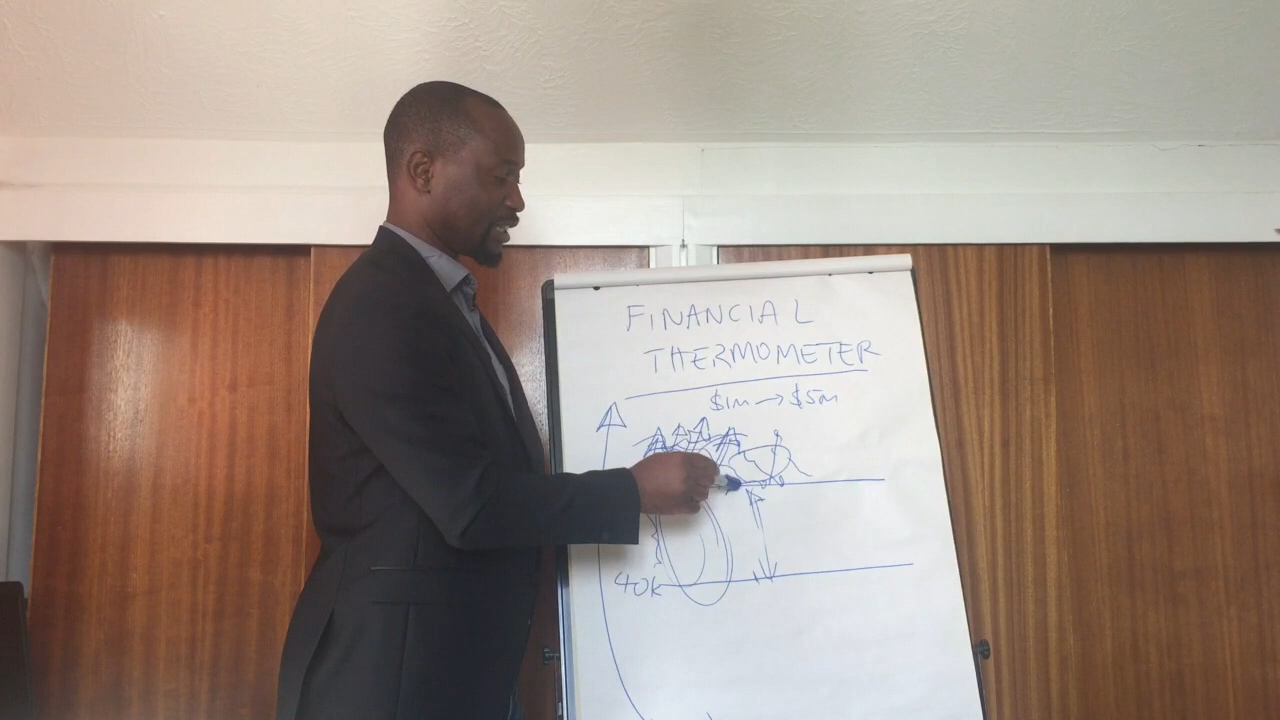 FINANCIAL
THERMOMETER
$1m → $5m
40K